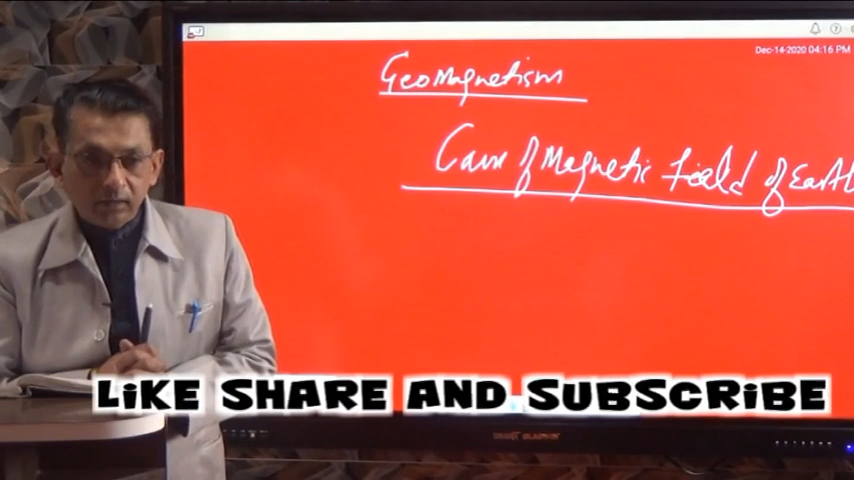 Dec-14-2020 04:16 PM
GeoMagnetism
Cause of Magnetic Field of Earth
LIKE SHARE AND SUBSCRIBE